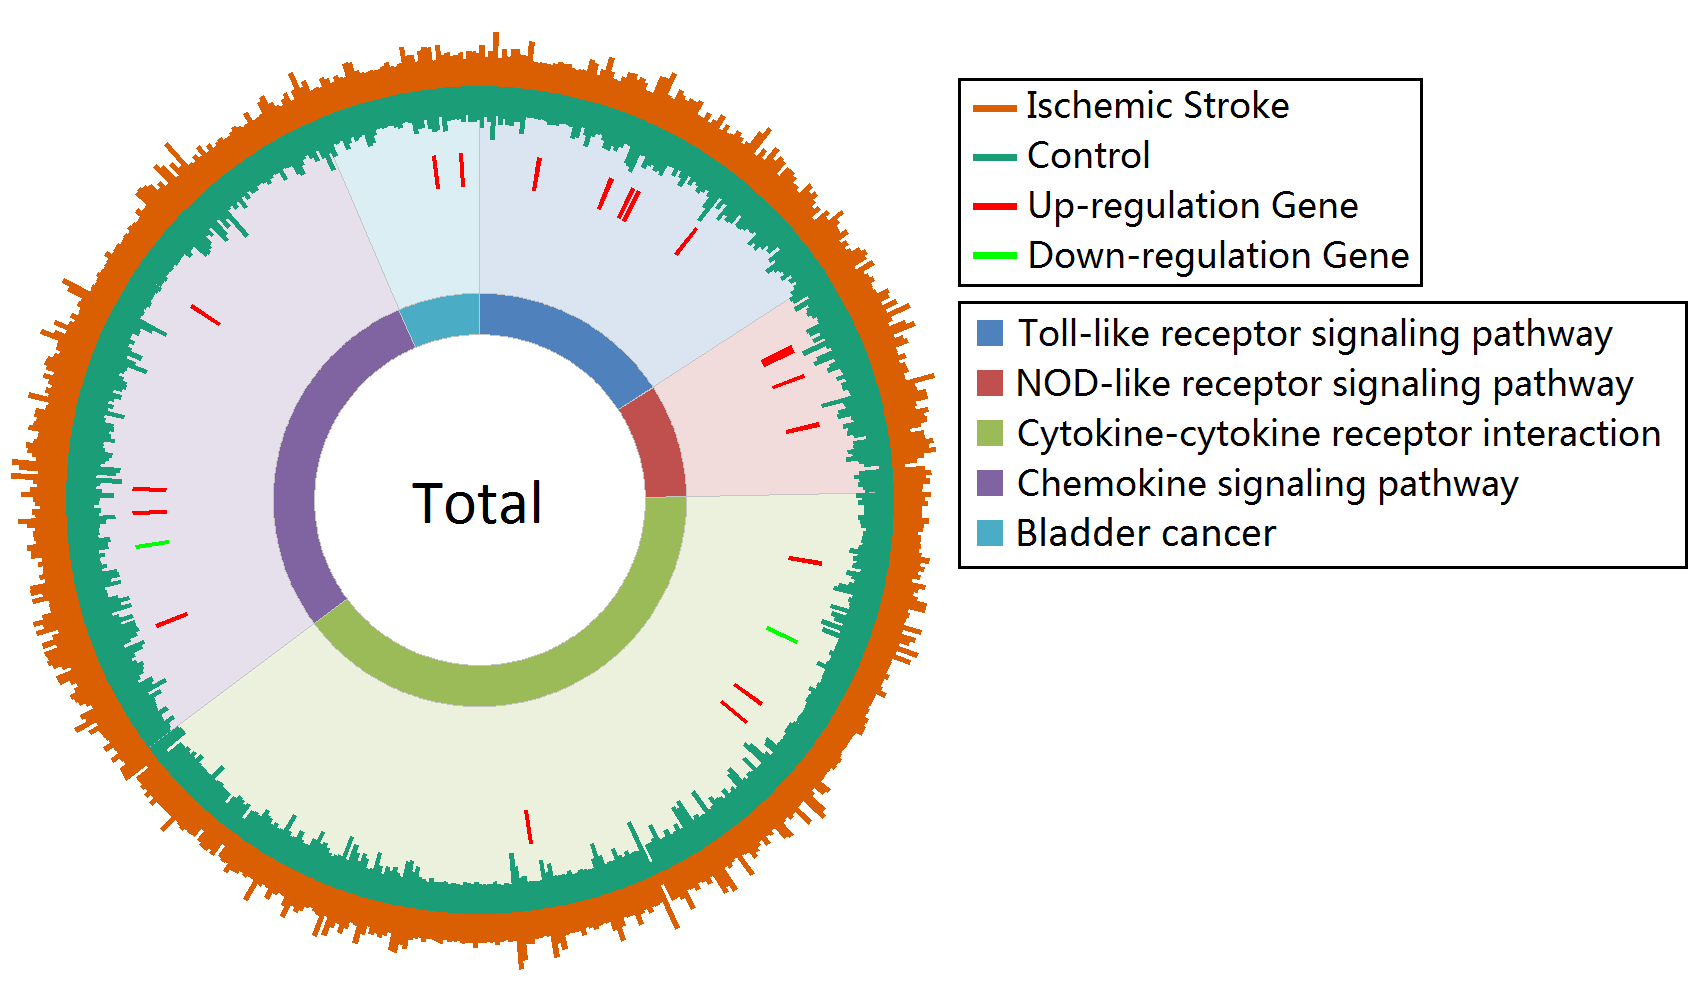 Total
Ischemic Stroke
Control
Up-regulation Gene
Down-regulation Gene
Toll-like receptor signaling pathway
NOD-like receptor signaling pathway
Cytokine-cytokine receptor interaction
Chemokine signaling pathway
Bladder cancer